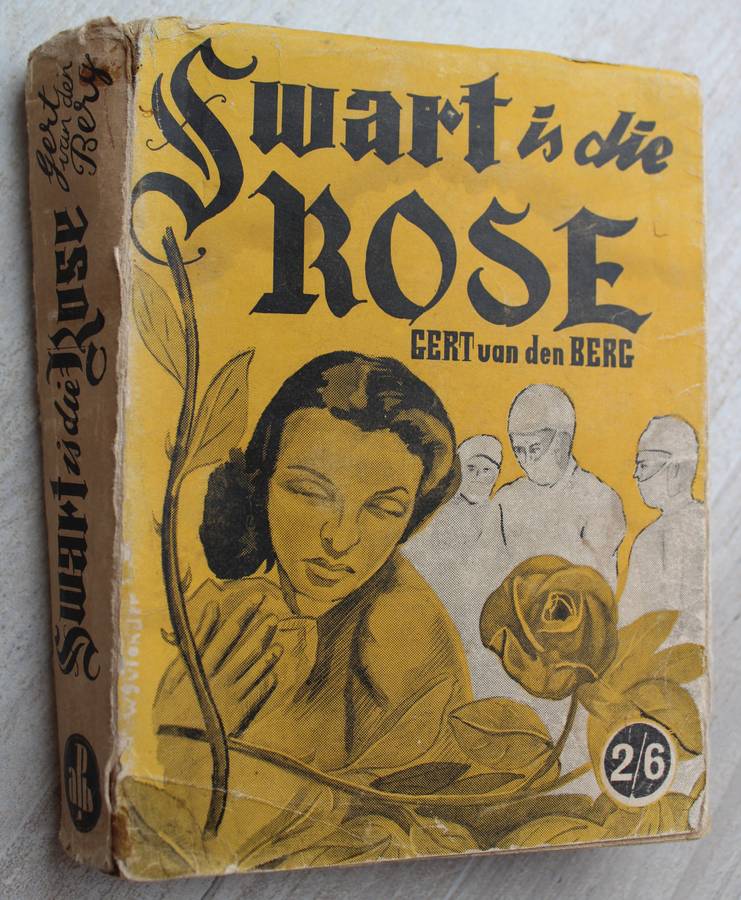 Swart is die
ROSE
GERT van den BERG
2/6
Gert
van den
Berg
Swart is die Rose